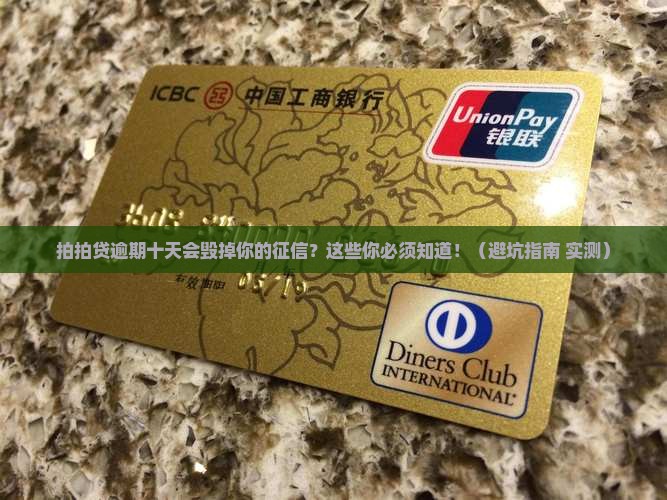 ICBC 中国工商银行
UnionPay
银联
拍拍贷逾期十天会毁掉你的征信？这些你必须知道！（避坑指南 实测）
Diners Club
INTERNATIONAL